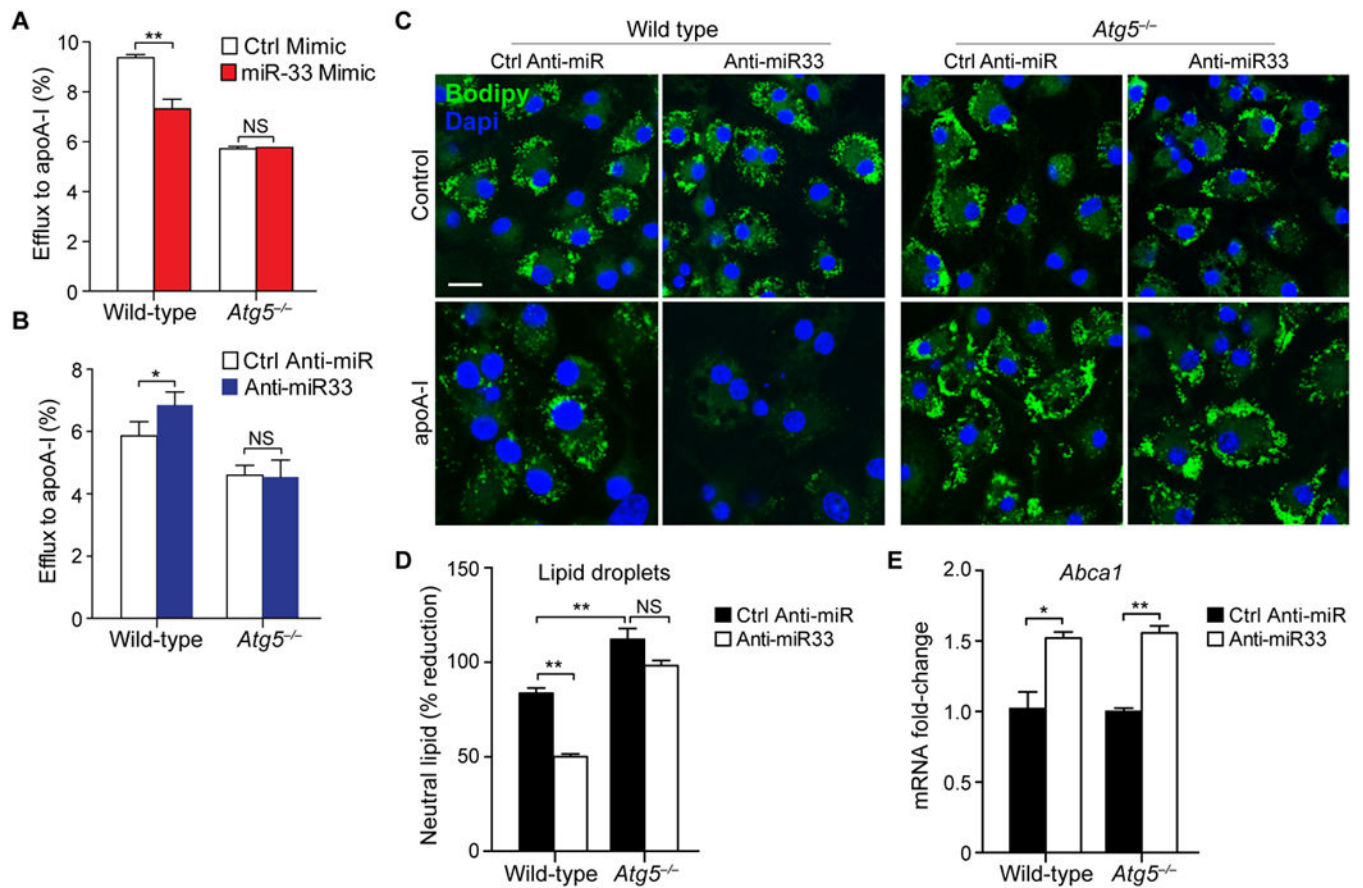 A
Efflux to apoA-I (%)
10
8
6
4
2
0
**
NS
Ctrl Mimic
miR-33 Mimic
Wild-type
Atg5–/–
B
Efflux to apoA-I (%)
8
6
4
2
0
*
NS
Ctrl Anti-miR
Anti-miR33
Wild-type
Atg5–/–
C
Wild type
Atg5–/–
Ctrl Anti-miR
Anti-miR33
Ctrl Anti-miR
Anti-miR33
Bodipy
Dapi
Control
apoA-I
D
Lipid droplets
Neutral lipid (% reduction)
150
100
50
0
**
NS
**
Ctrl Anti-miR
Anti-miR33
Wild-type
Atg5–/–
E
Abca1
mRNA fold-change
2.0
1.5
1.0
0.5
0
*
**
Ctrl Anti-miR
Anti-miR33
Wild-type
Atg5–/–